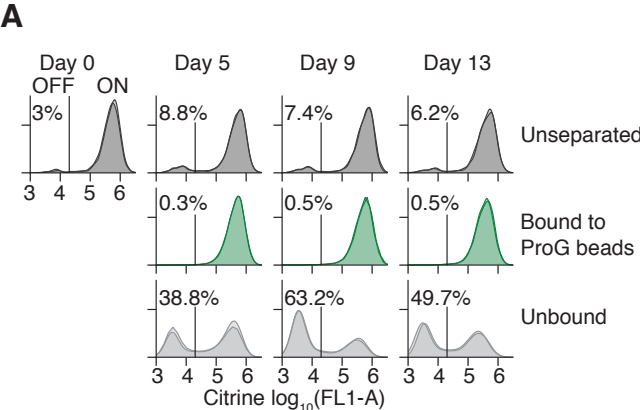 A
Day 0 Day 5 Day 9 Day 13
OFF ON
3% 8.8% 7.4% 6.2% Unseparated
3 4 5 6
0.3% 0.5% 0.5% Bound to
ProG beads
38.8% 63.2% 49.7% Unbound
3 4 5 6 3 4 5 6 3 4 5 6
Citrine log10(FL1-A)